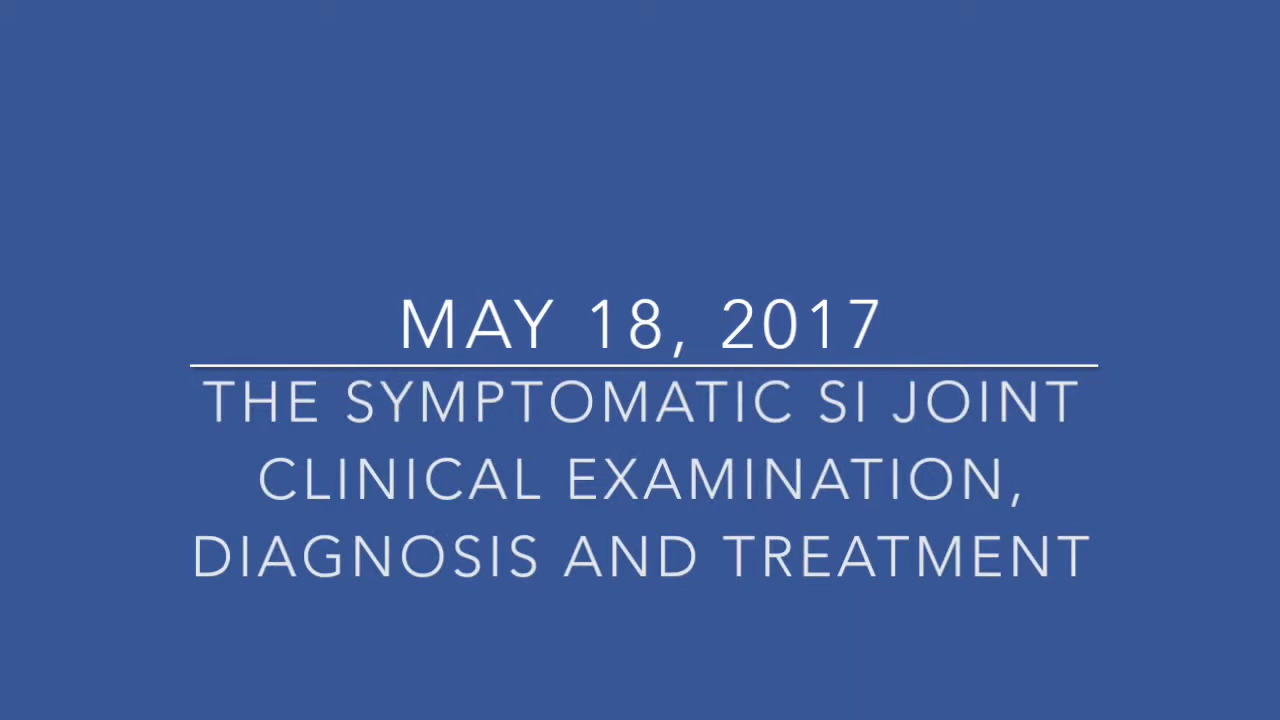 MAY 18, 2017
THE SYMPTOMATIC SI JOINT
CLINICAL EXAMINATION,
DIAGNOSIS AND TREATMENT